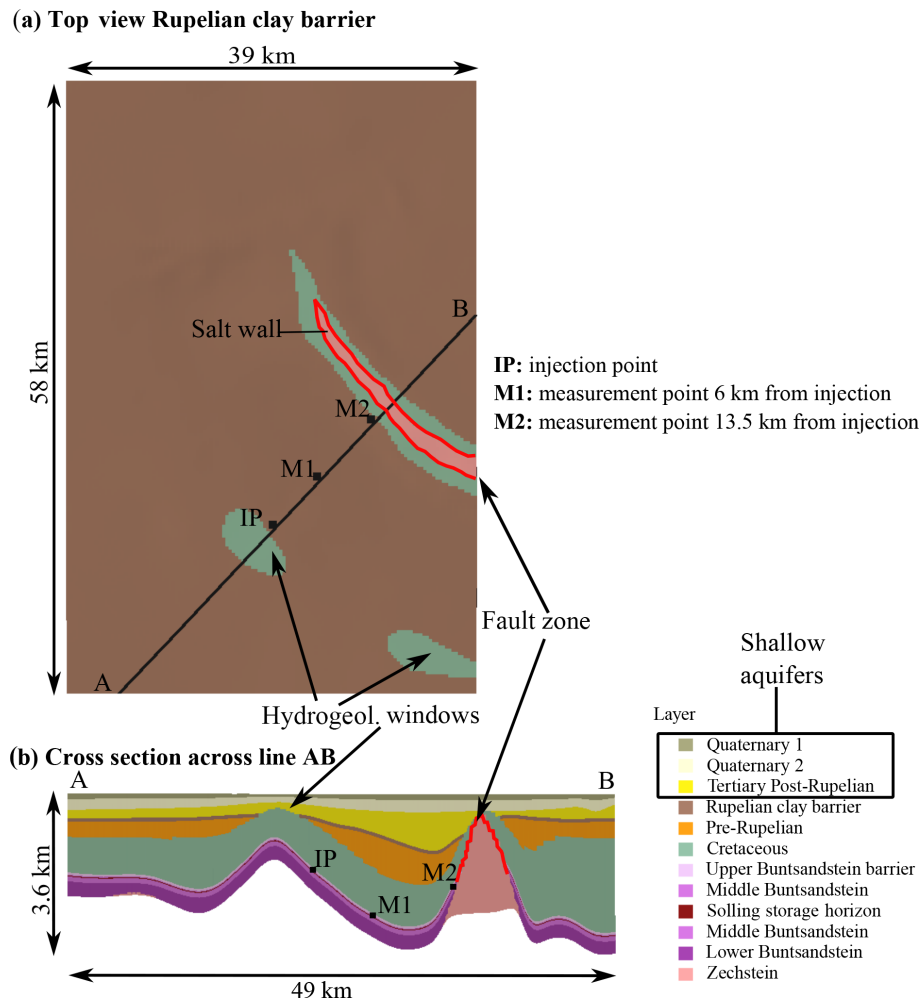 (a) Top view Rupelian clay barrier
39 km
58 km
B
Salt wall
IP: injection point
M1: measurement point 6 km from injection
M2: measurement point 13.5 km from injection
M2
M1
IP
Fault zone
A
Shallow
aquifers
Hydrogeol. windows
Layer
(b) Cross section across line AB
A
B
Quaternary 1
Quaternary 2
Tertiary Post-Rupelian
Rupelian clay barrier
Pre-Rupelian
Cretaceous
Upper Buntsandstein barrier
Middle Buntsandstein
Solling storage horizon
Middle Buntsandstein
Lower Buntsandstein
Zechstein
3.6 km
IP
M2
M1
49 km